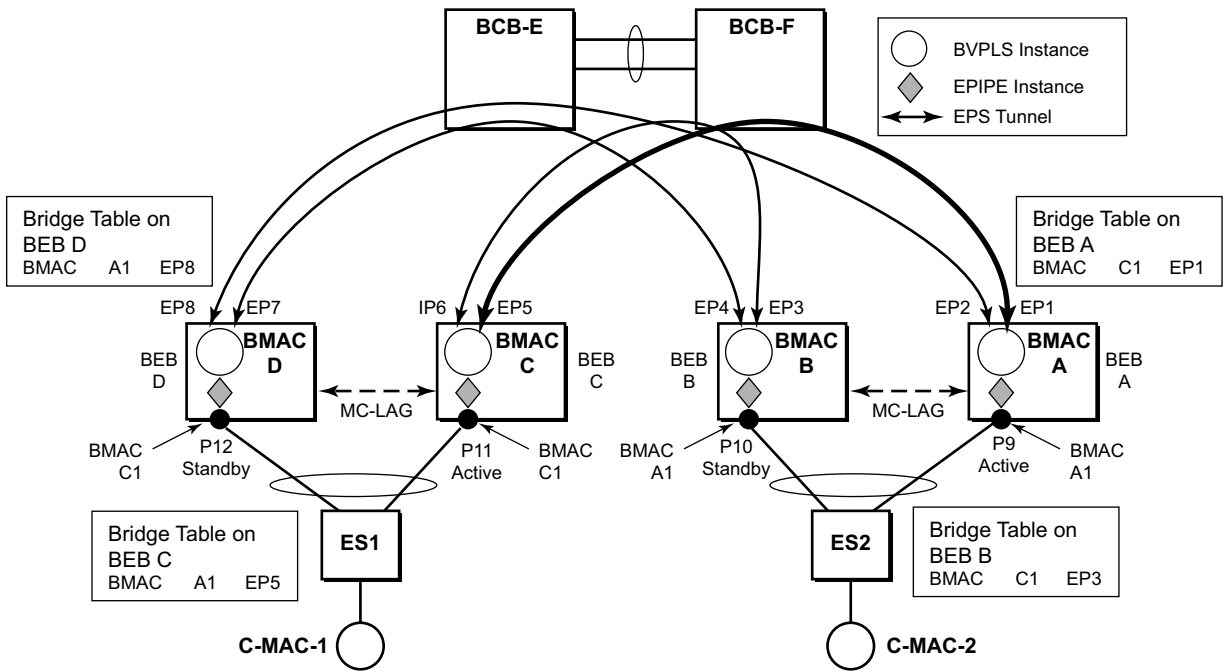 BCB-E
BCB-F
BVPLS Instance
EPIPE Instance
EPS Tunnel
Bridge Table on
BEB D
BMAC A1 EP8
Bridge Table on
BEB A
BMAC C1 EP1
EP8
EP7
IP6
EP5
EP4
EP3
EP2
EP1
BEB
D
BMAC
D
BMAC
C
BEB
C
BEB
B
BMAC
B
BMAC
A
BEB
A
MC-LAG
MC-LAG
BMAC
C1
P12
Standby
P11
Active
BMAC
C1
BMAC
A1
P10
Standby
P9
Active
BMAC
A1
Bridge Table on
BEB C
BMAC A1 EP5
ES1
ES2
Bridge Table on
BEB B
BMAC C1 EP3
C-MAC-1
C-MAC-2